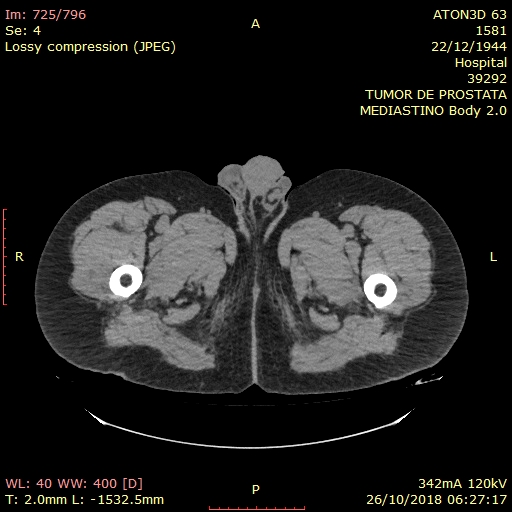 Im: 725/796
Se: 4
Lossy compression (JPEG)
A
ATON3D 63
1581
22/12/1944
Hospital
39292
TUMOR DE PROSTATA
MEDIASTINO Body 2.0
R
L
WL: 40 WW: 400 [D]
T: 2.0mm L: -1532.5mm
P
342mA 120kV
26/10/2018 06:27:17